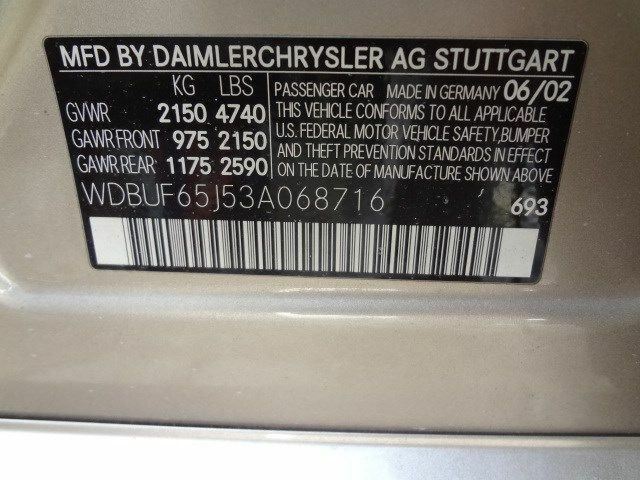 MFD BY DAIMLERCHRYSLER AG STUTTGART
KG LBS
GVWR 2150 4740
GAWR FRONT 975 2150
GAWR REAR 1175 2590
PASSENGER CAR MADE IN GERMANY 06/02
THIS VEHICLE CONFORMS TO ALL APPLICABLE
U.S. FEDERAL MOTOR VEHICLE SAFETY, BUMPER
AND THEFT PREVENTION STANDARDS IN EFFECT
ON THE DATE OF MANUFACTURE SHOWN ABOVE
WDBUF65J53A068716
693